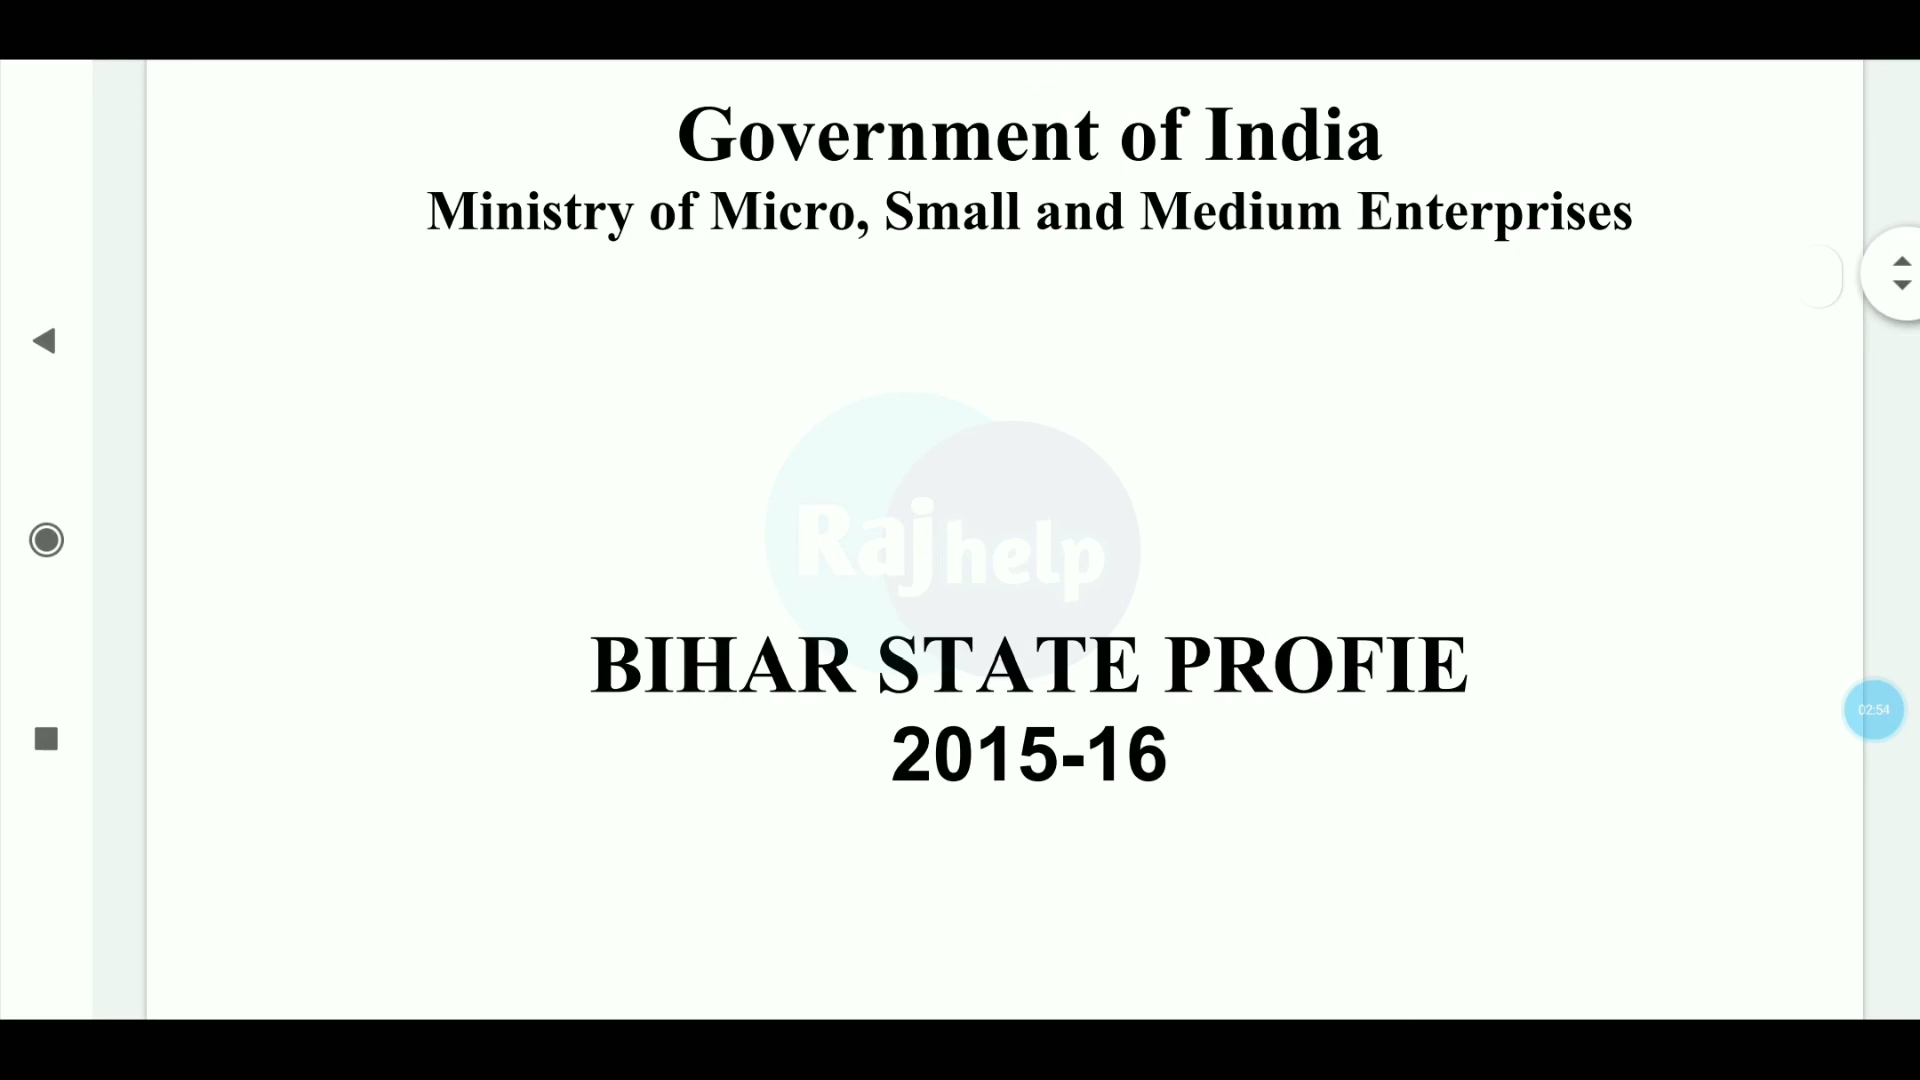 Government of India
Ministry of Micro, Small and Medium Enterprises
Rajhelp
BIHAR STATE PROFIE
2015-16
02:54